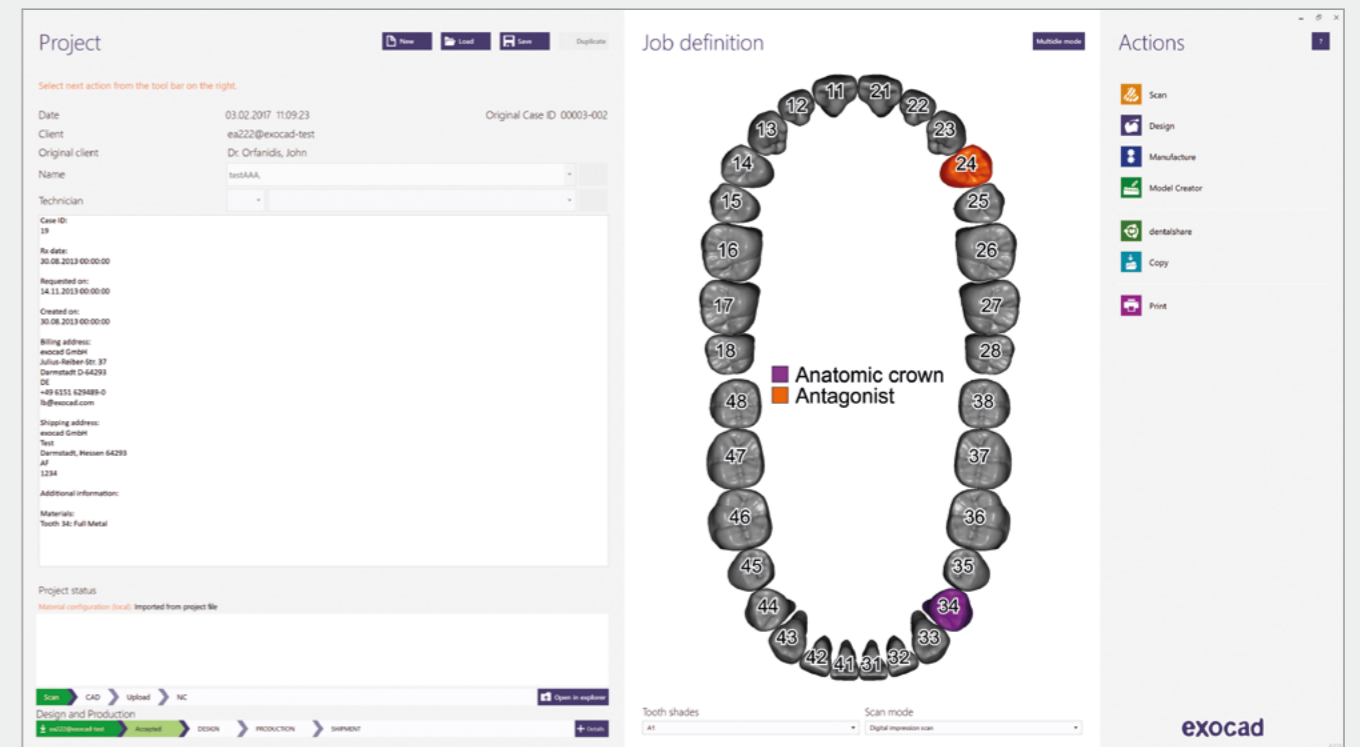 Project
New
Load
Save
Duplicate
Select next action from the tool bar on the right.
Date 03.02.2017 11:09:23 Original Case ID 00003-002
Client ea222@exocad-test
Original client Dr. Orfanidis, John
Name testAAA,
Technician
Case ID:
19
Rx date:
30.08.2013 00:00:00
Requested on:
14.11.2013 00:00:00
Created on:
30.08.2013 00:00:00
Billing address:
exocad GmbH
Julius-Reiber-Str. 37
Darmstadt D-64293
DE
+49 6151 629489-0
lb@exocad.com
Shipping address:
exocad GmbH
Test
Darmstadt, Hessen 64293
AF
1234
Additional information:
Materials:
Tooth 34: Full Metal
Project status
Material configuration (local): Imported from project file
Scan CAD Upload NC
Open in explorer
Design and Production
ea222@exocad-test Accepted DESIGN PRODUCTION SHIPMENT
Details
Job definition
Multidie mode
11 21
12 22
13 23
14 24
15 25
16 26
17 27
18 28
Anatomic crown
Antagonist
48 38
47 37
46 36
45 35
44 34
43 33
42 41 31 32
Tooth shades Scan mode
A1 Digital impression scan
Actions
?
Scan
Design
Manufacture
Model Creator
dentalshare
Copy
Print
exocad